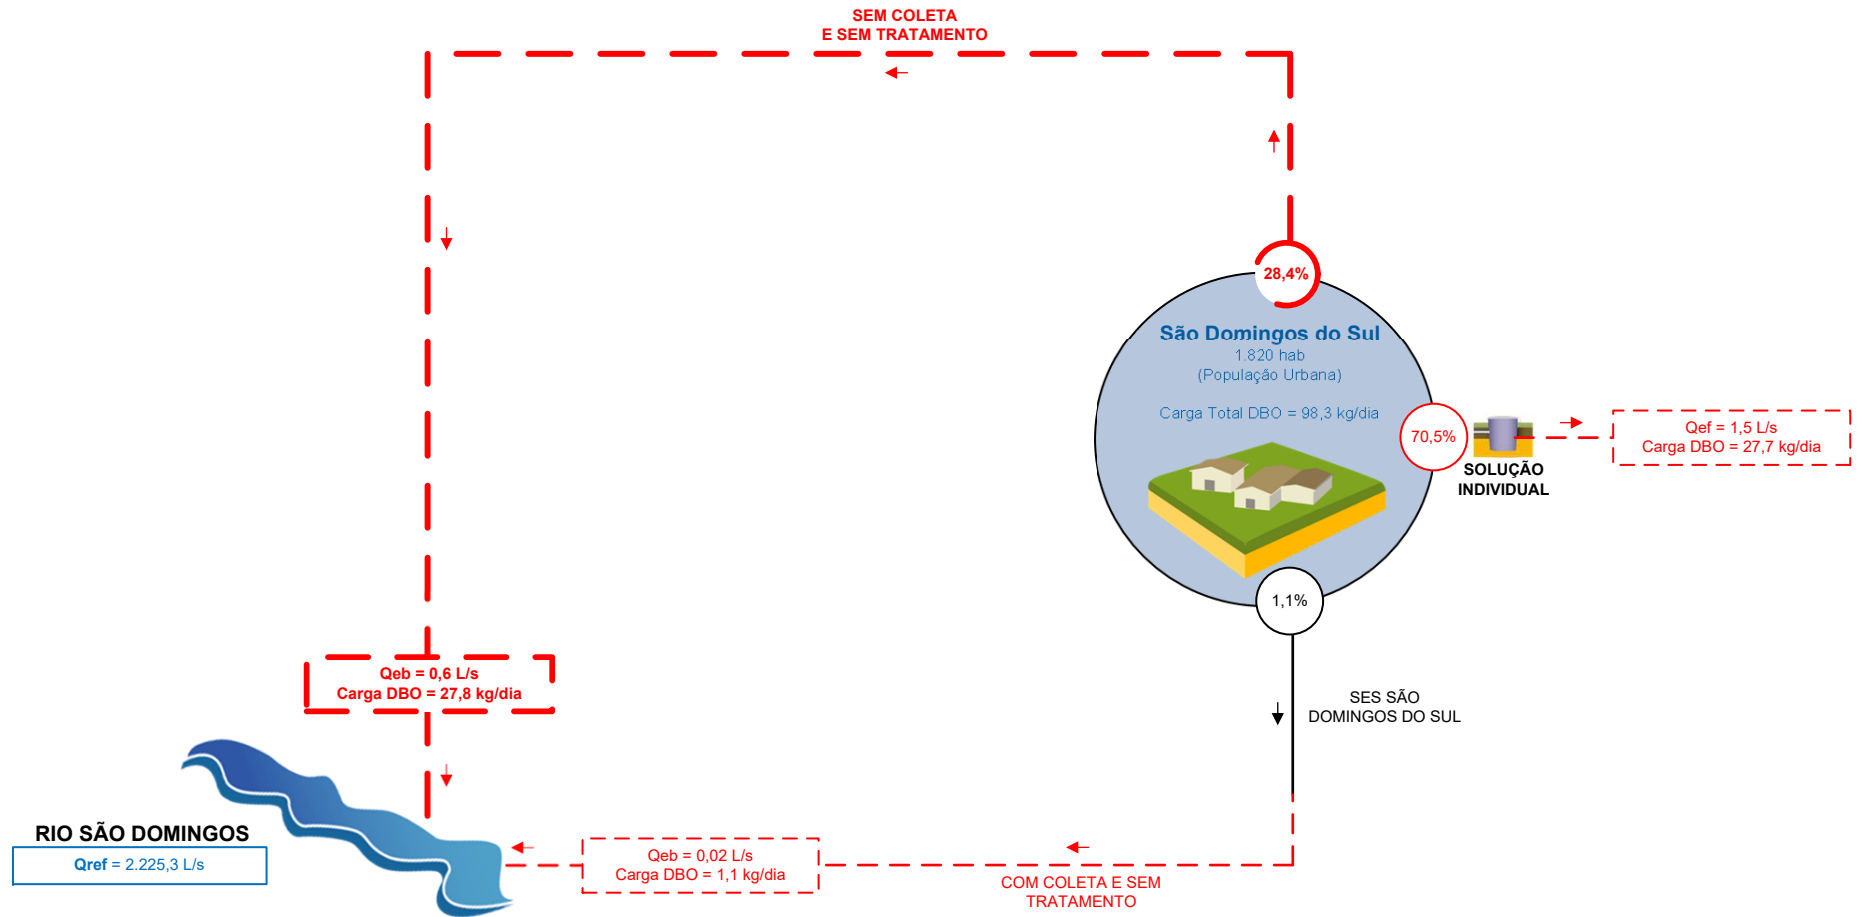 SEM COLETA
E SEM TRATAMENTO
28,4%
São Domingos do Sul
1.820 hab
(População Urbana)
Carga Total DBO = 98,3 kg/dia
70,5%
SOLUÇÃO
INDIVIDUAL
Qef = 1,5 L/s
Carga DBO = 27,7 kg/dia
1,1%
SES SÃO
DOMINGOS DO SUL
Qeb = 0,6 L/s
Carga DBO = 27,8 kg/dia
RIO SÃO DOMINGOS
Qref = 2.225,3 L/s
Qeb = 0,02 L/s
Carga DBO = 1,1 kg/dia
COM COLETA E SEM
TRATAMENTO